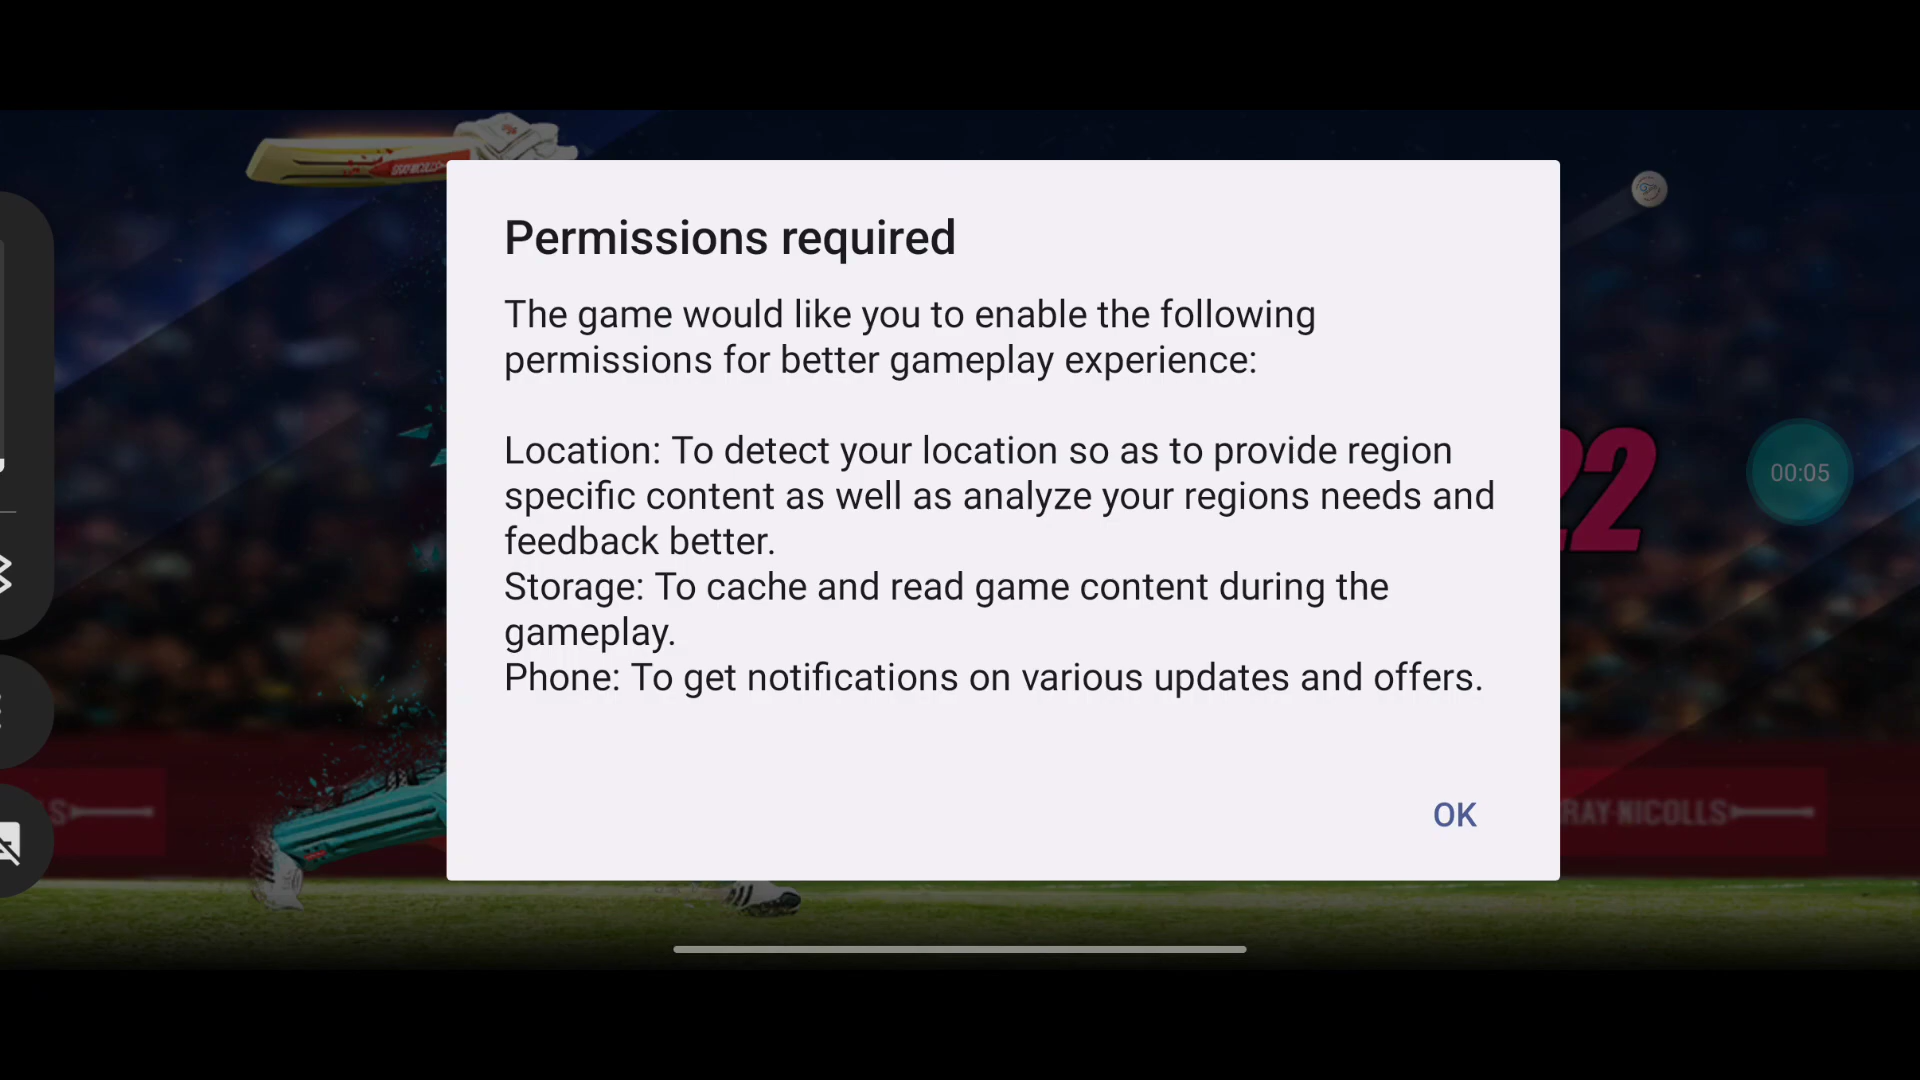 GRAY-NICOLLS
Permissions required
The game would like you to enable the following
permissions for better gameplay experience:
Location: To detect your location so as to provide region
specific content as well as analyze your regions needs and
feedback better.
Storage: To cache and read game content during the
gameplay.
Phone: To get notifications on various updates and offers.
OK
22
00:05
S
RAY-NICOLLS